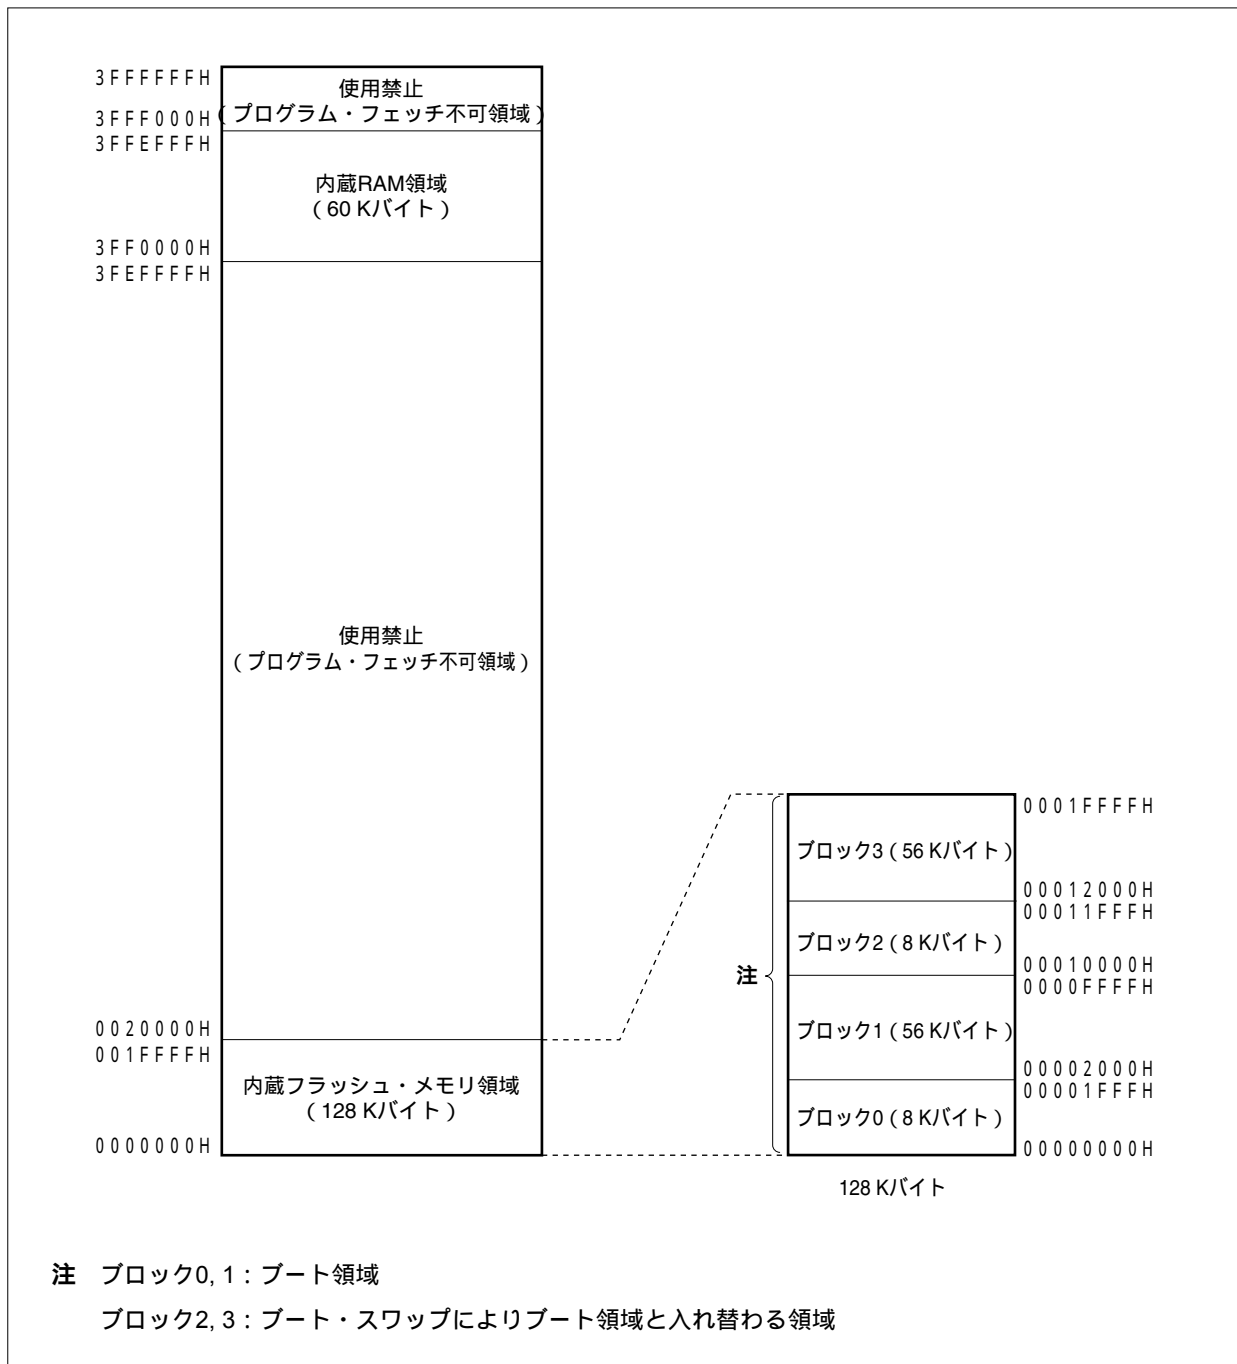 3FFFFFFH
使用禁止
3FFF000H
(プログラム・フェッチ不可領域)
3FFEFFFH
内蔵RAM領域
(60 Kバイト)
3FF0000H
3FEFFFFH
使用禁止
(プログラム・フェッチ不可領域)
0020000H
001FFFFH
内蔵フラッシュ・メモリ領域
(128 Kバイト)
0000000H
注
0001FFFFH
ブロック3(56 Kバイト)
00012000H
00011FFFH
ブロック2(8 Kバイト)
00010000H
0000FFFFH
ブロック1(56 Kバイト)
00002000H
00001FFFH
ブロック0(8 Kバイト)
00000000H
128 Kバイト
注 ブロック0, 1:ブート領域
ブロック2, 3:ブート・スワップによりブート領域と入れ替わる領域